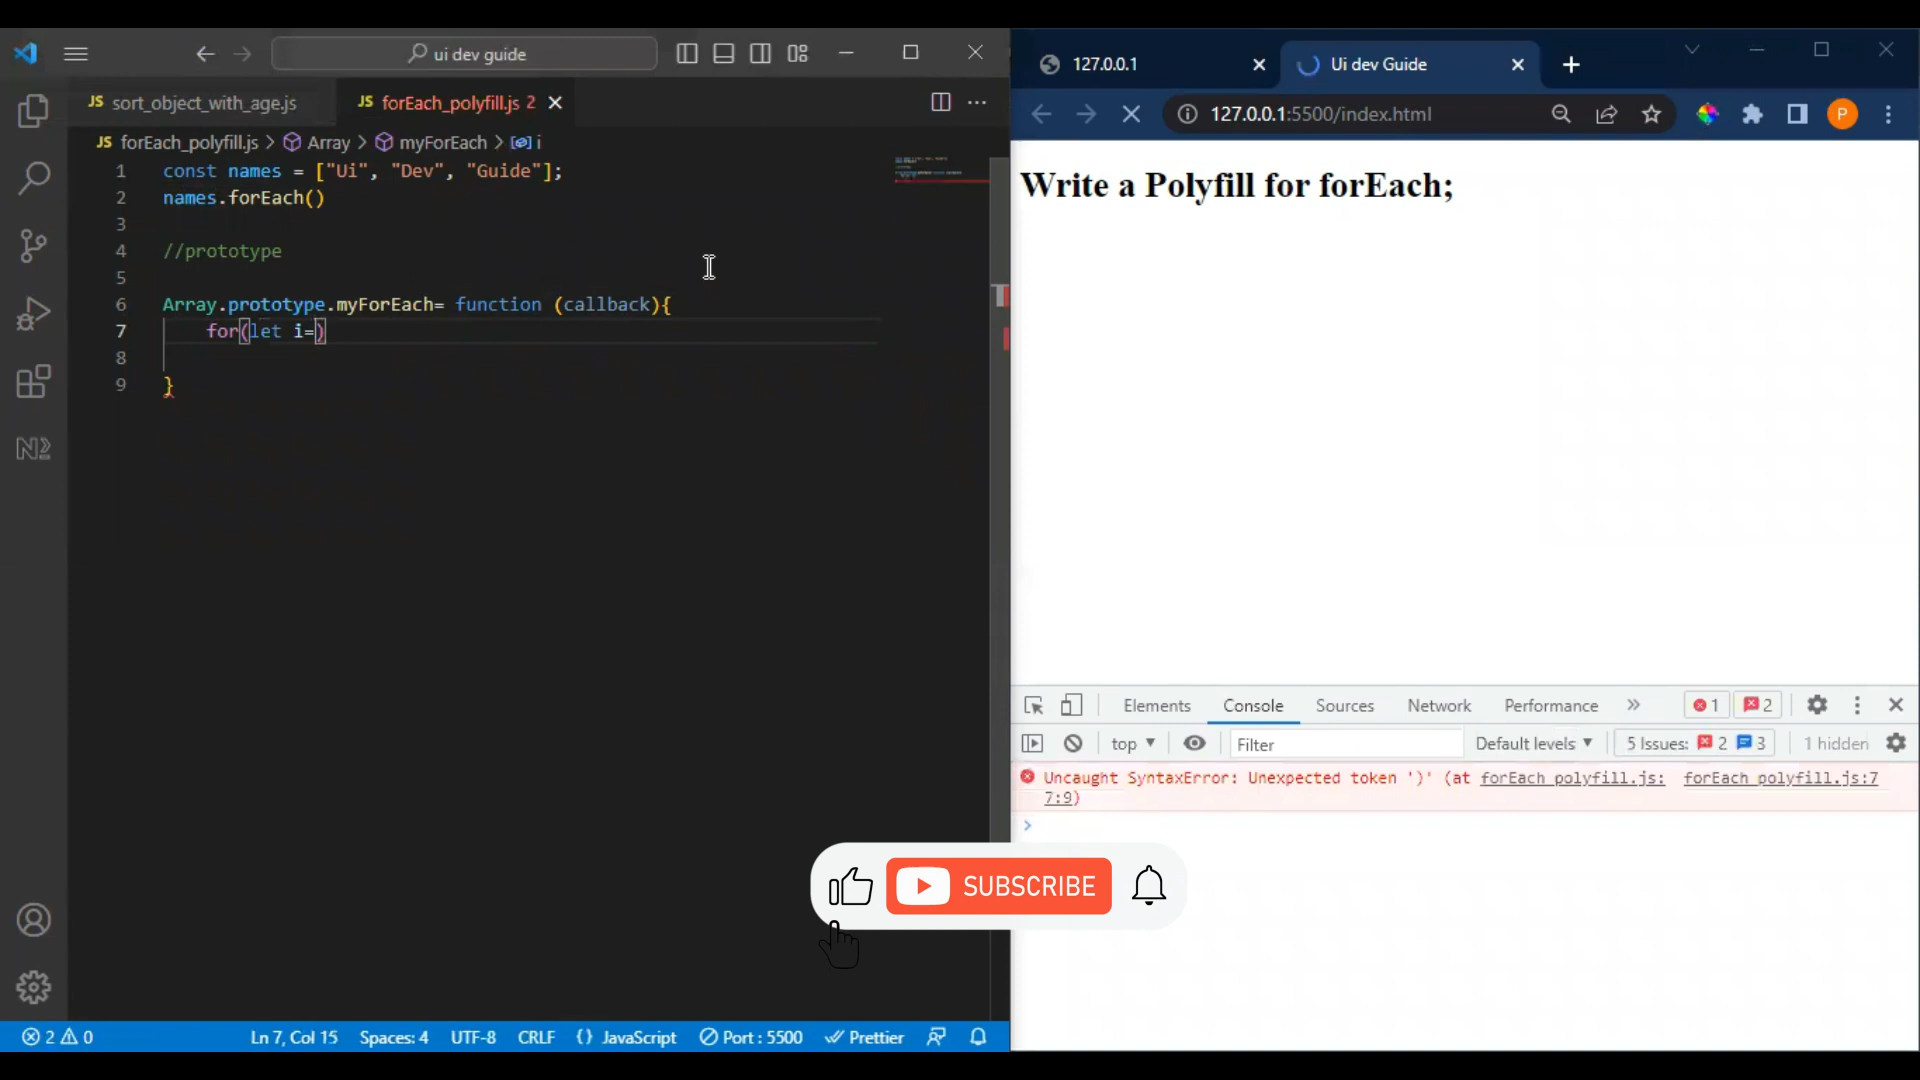 ui dev guide
JS sort_object_with_age.js
JS forEach_polyfill.js 2
JS forEach_polyfill.js > Array > myForEach > i
1 const names = ["Ui", "Dev", "Guide"];
2 names.forEach()
3
4 //prototype
5
6 Array.prototype.myForEach= function (callback){
7 for(let i=)
8
9 }
2 0
Ln 7, Col 15 Spaces: 4 UTF-8 CRLF {} JavaScript Port : 5500 Prettier
127.0.0.1
Ui dev Guide
127.0.0.1:5500/index.html
P
Write a Polyfill for forEach;
Elements Console Sources Network Performance » 1 2
top Filter Default levels 5 Issues: 2 3 1 hidden
Uncaught SyntaxError: Unexpected token ')' (at forEach_polyfill.js: forEach_polyfill.js:7
7:9)
>
SUBSCRIBE